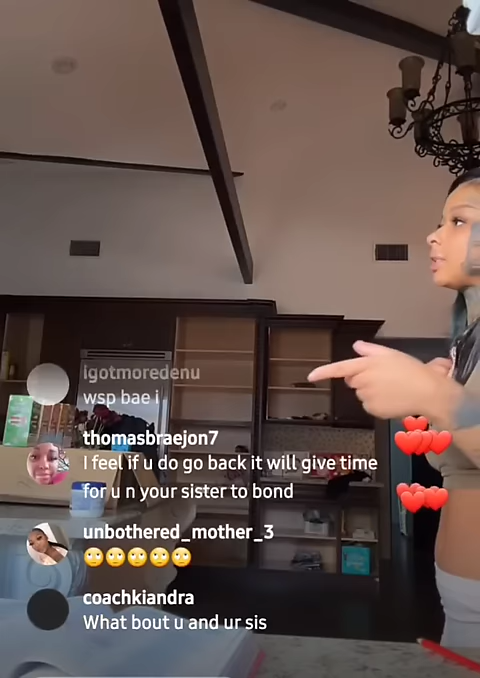 igotmoredenu
wsp bae i
thomasbraejon7
I feel if u do go back it will give time
for u n your sister to bond
unbothered_mother_3
🙄🙄🙄🙄🙄
coachkiandra
What bout u and ur sis